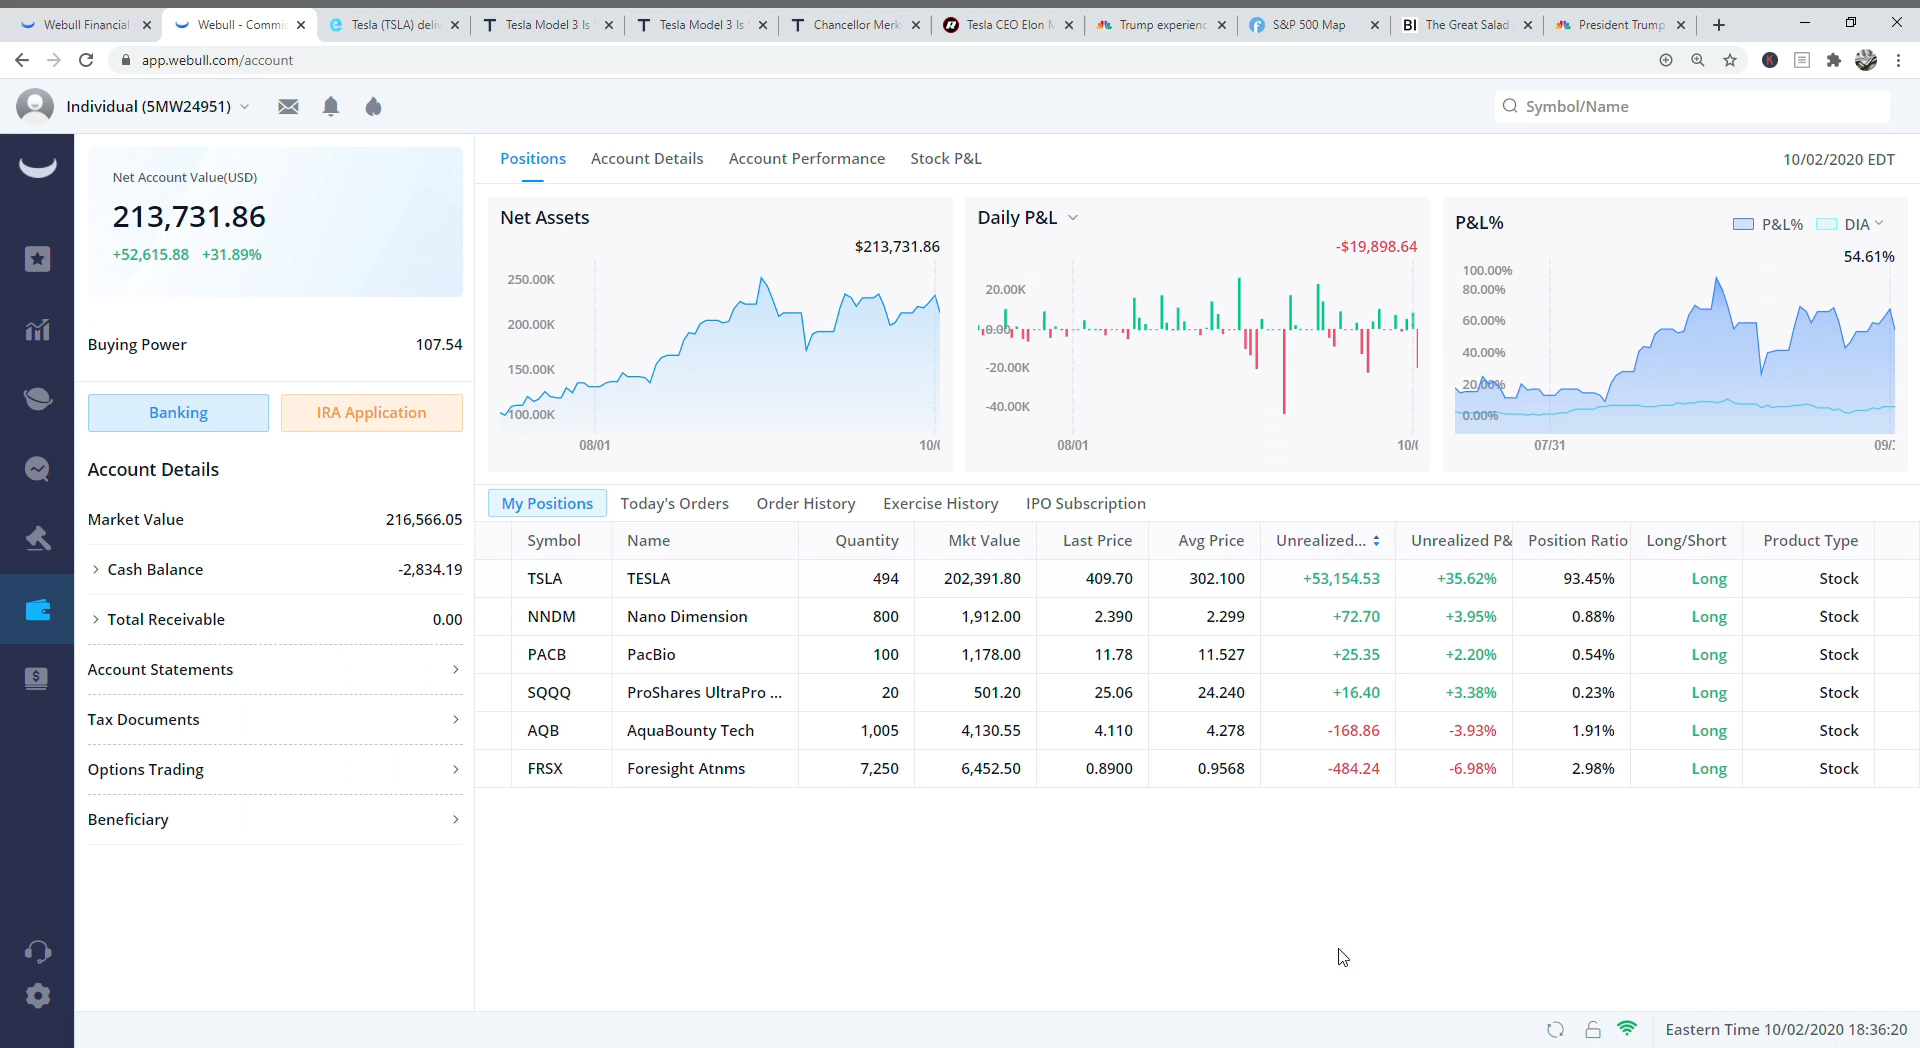 Webull Financial
Webull - Commis
Tesla (TSLA) deliv
Tesla Model 3 Is
Tesla Model 3 Is
Chancellor Merk
Tesla CEO Elon M
Trump experienc
S&P 500 Map
BI The Great Salad
President Trump
app.webull.com/account
K
Individual (5MW24951)
Symbol/Name
Net Account Value(USD)
213,731.86
+52,615.88 +31.89%
Buying Power 107.54
Banking IRA Application
Account Details
Market Value 216,566.05
Cash Balance -2,834.19
Total Receivable 0.00
Account Statements
Tax Documents
Options Trading
Beneficiary
Positions Account Details Account Performance Stock P&L 10/02/2020 EDT
Net Assets
$213,731.86
250.00K
200.00K
150.00K
100.00K
08/01 10/0
Daily P&L
-$19,898.64
20.00K
0.00
-20.00K
-40.00K
08/01 10/0
P&L% P&L% DIA
54.61%
100.00%
80.00%
60.00%
40.00%
20.00%
0.00%
07/31 09/
My Positions Today's Orders Order History Exercise History IPO Subscription
Symbol Name Quantity Mkt Value Last Price Avg Price Unrealized... Unrealized P& Position Ratio Long/Short Product Type
TSLA TESLA 494 202,391.80 409.70 302.100 +53,154.53 +35.62% 93.45% Long Stock
NNDM Nano Dimension 800 1,912.00 2.390 2.299 +72.70 +3.95% 0.88% Long Stock
PACB PacBio 100 1,178.00 11.78 11.527 +25.35 +2.20% 0.54% Long Stock
SQQQ ProShares UltraPro ... 20 501.20 25.06 24.240 +16.40 +3.38% 0.23% Long Stock
AQB AquaBounty Tech 1,005 4,130.55 4.110 4.278 -168.86 -3.93% 1.91% Long Stock
FRSX Foresight Atnms 7,250 6,452.50 0.8900 0.9568 -484.24 -6.98% 2.98% Long Stock
Eastern Time 10/02/2020 18:36:20